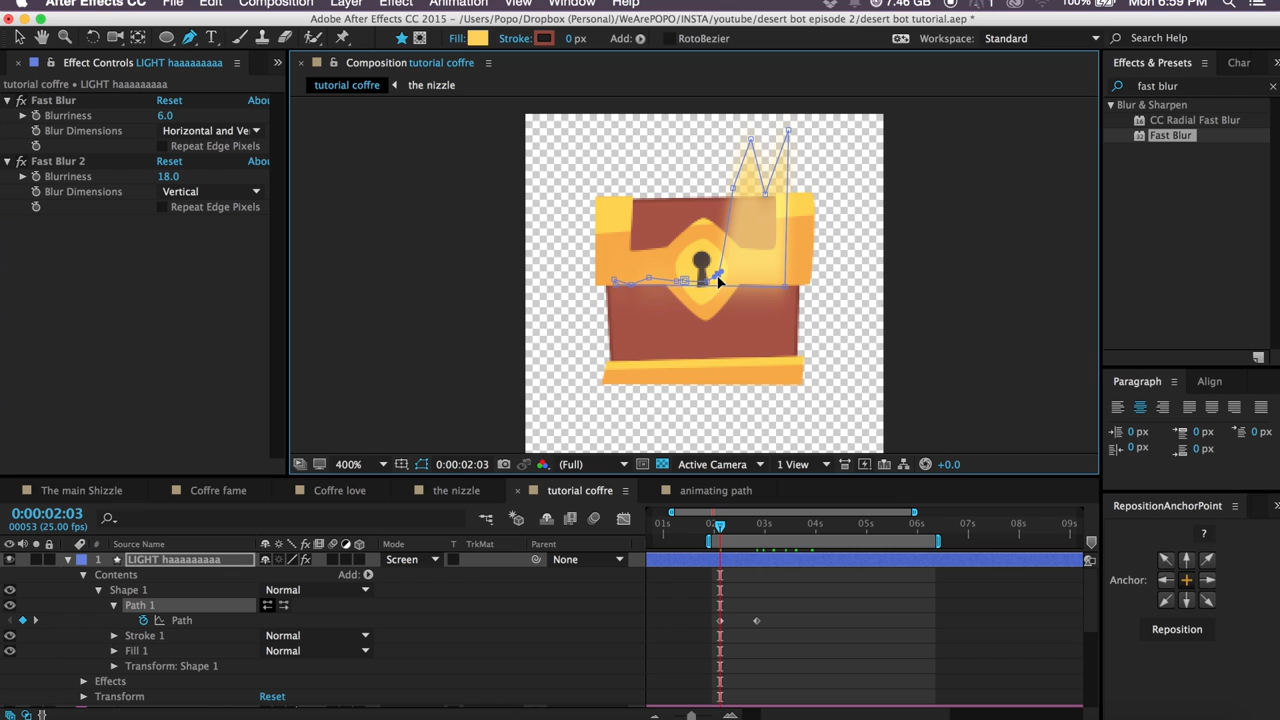 After Effects CC File Edit Composition Layer Effect Animation View Window Help 7.46 GB 100% Mon 6:59 PM
Adobe After Effects CC 2015 - /Users/Popo/Dropbox (Personal)/WeArePOPO/INSTA/youtube/desert bot episode 2/desert bot tutorial.aep *
Fill: Stroke: 0 px Add: RotoBezier Workspace: Standard Search Help
Effect Controls LIGHT haaaaaaaaa
tutorial coffre • LIGHT haaaaaaaaa
fx Fast Blur Reset Abou
Blurriness 6.0
Blur Dimensions Horizontal and Ve
Repeat Edge Pixels
fx Fast Blur 2 Reset Abou
Blurriness 18.0
Blur Dimensions Vertical
Repeat Edge Pixels
Composition tutorial coffre
tutorial coffre the nizzle
400% 0:00:02:03 (Full) Active Camera 1 View +0.0
Effects & Presets Char
fast blur
Blur & Sharpen
CC Radial Fast Blur
Fast Blur
Paragraph Align
0 px 0 px 0 px
0 px 0 px
RepositionAnchorPoint
?
Anchor:
Reposition
The main Shizzle Coffre fame Coffre love the nizzle tutorial coffre animating path
0:00:02:03
00053 (25.00 fps)
01s 03s 04s 05s 06s 07s 08s 09s
# Source Name Mode T TrkMat Parent
1 LIGHT haaaaaaaaa Screen None
Contents Add:
Shape 1 Normal
Path 1
Path
Stroke 1 Normal
Fill 1 Normal
Transform: Shape 1
Effects
Transform Reset